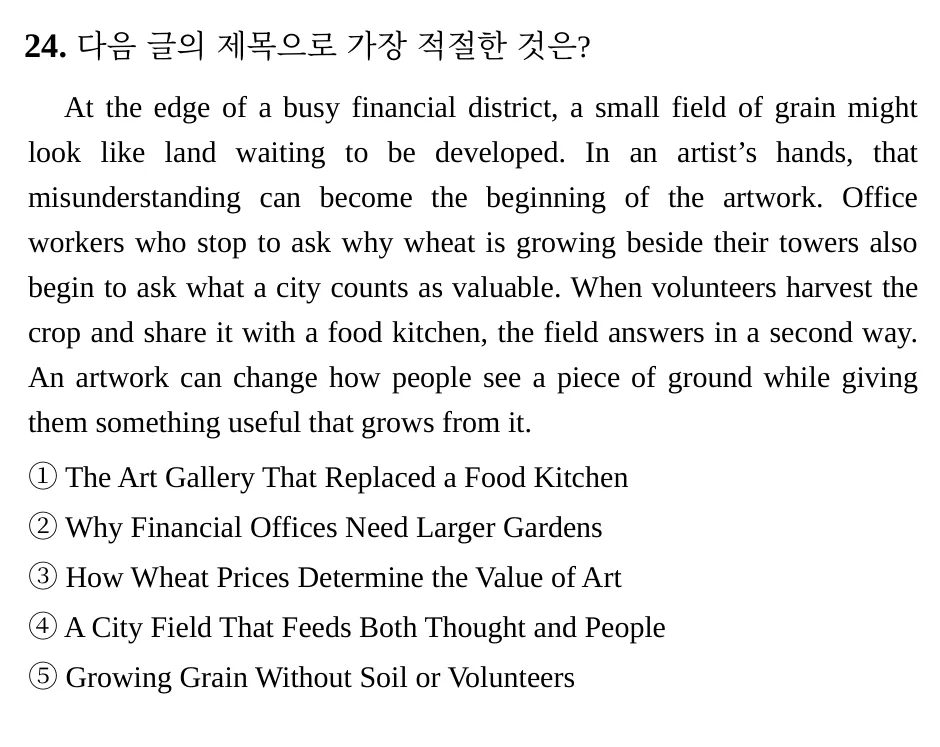 24. 다음 글의 제목으로 가장 적절한 것은?
At the edge of a busy financial district, a small field of grain might
look like land waiting to be developed. In an artist’s hands, that
misunderstanding can become the beginning of the artwork. Office
workers who stop to ask why wheat is growing beside their towers also
begin to ask what a city counts as valuable. When volunteers harvest the
crop and share it with a food kitchen, the field answers in a second way.
An artwork can change how people see a piece of ground while giving
them something useful that grows from it.
① The Art Gallery That Replaced a Food Kitchen
② Why Financial Offices Need Larger Gardens
③ How Wheat Prices Determine the Value of Art
④ A City Field That Feeds Both Thought and People
⑤ Growing Grain Without Soil or Volunteers